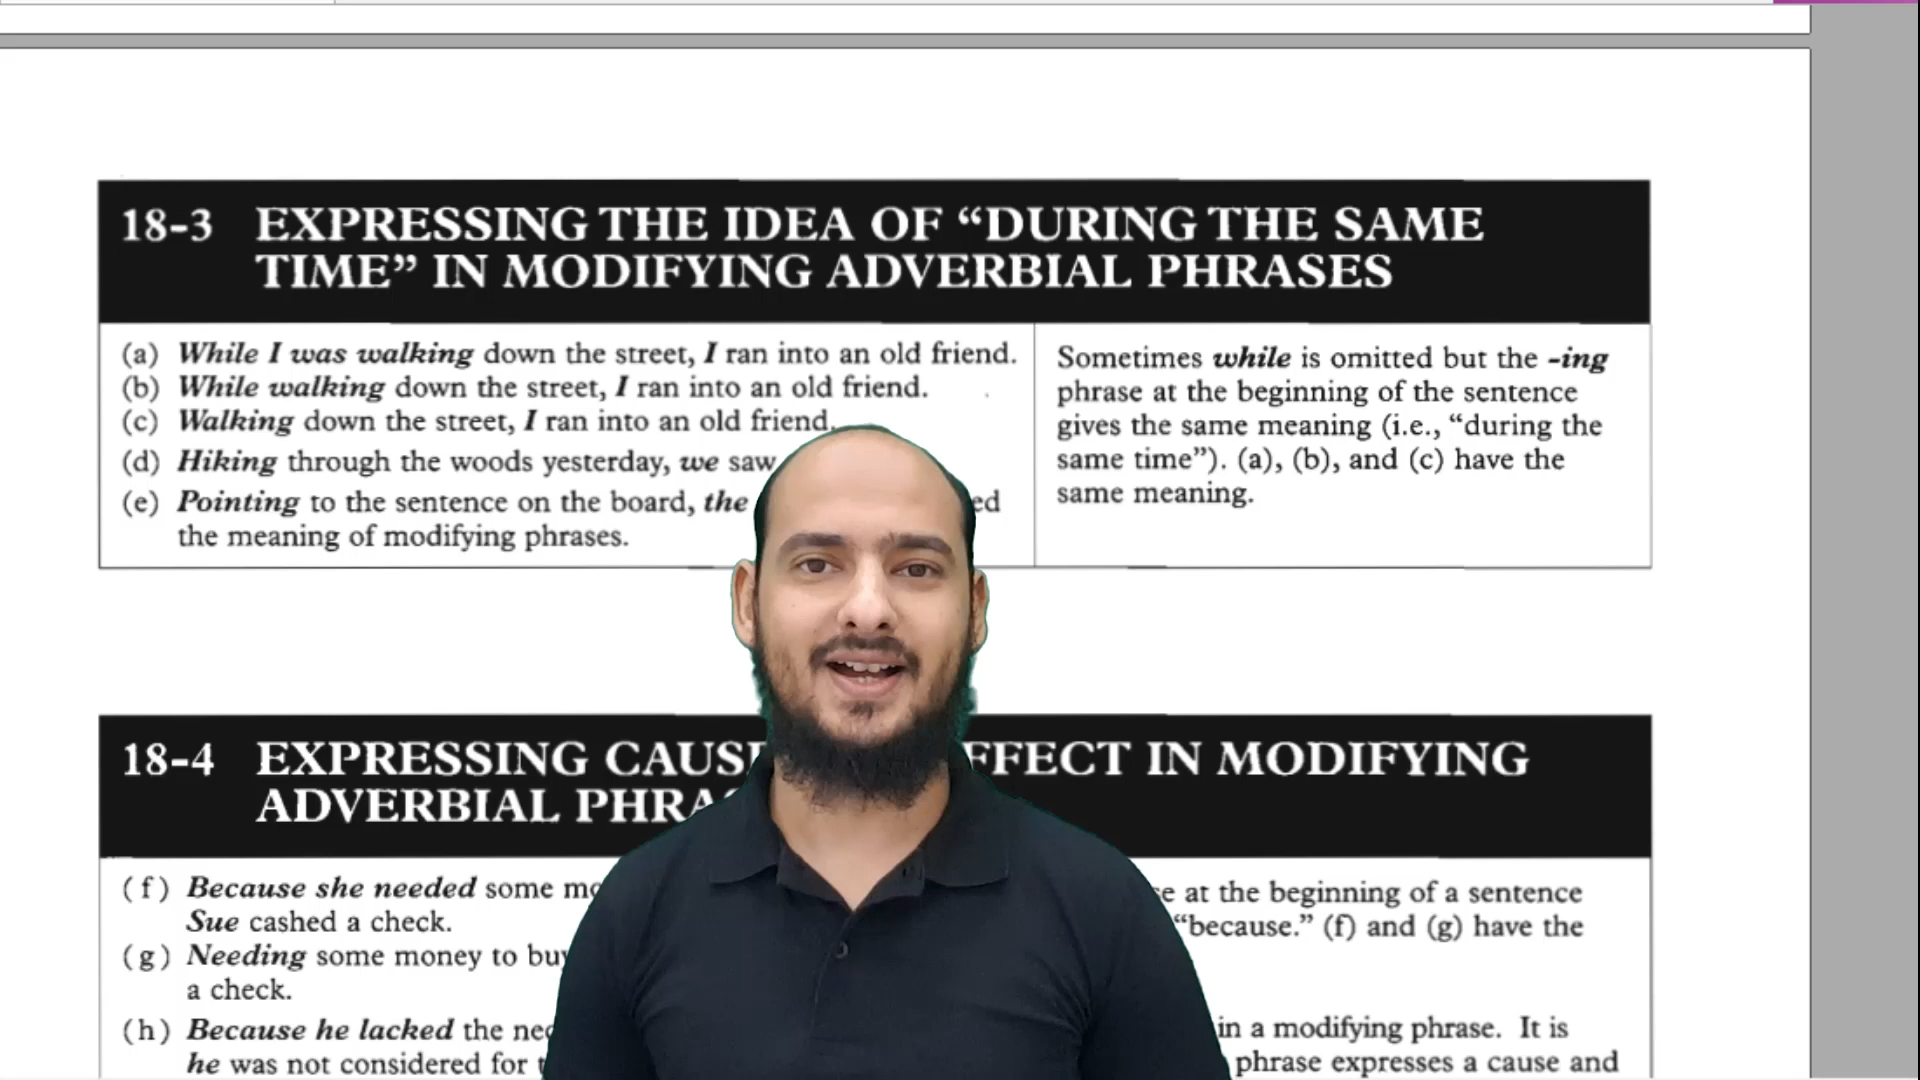 18-3 EXPRESSING THE IDEA OF “DURING THE SAME
TIME” IN MODIFYING ADVERBIAL PHRASES
(a) While I was walking down the street, I ran into an old friend.
(b) While walking down the street, I ran into an old friend.
(c) Walking down the street, I ran into an old friend.
(d) Hiking through the woods yesterday, we saw
(e) Pointing to the sentence on the board, the
the meaning of modifying phrases.
Sometimes while is omitted but the -ing
phrase at the beginning of the sentence
gives the same meaning (i.e., “during the
same time”). (a), (b), and (c) have the
same meaning.
18-4 EXPRESSING IN MODIFYING
ADVERBIAL
(f) Because she needed some
Sue cashed a check.
(g) Needing some money to
a check.
(h) Because he lacked the
he was not considered for
at the beginning of a sentence
“because.” (f) and (g) have the
in a modifying phrase. It is
phrase expresses a cause and